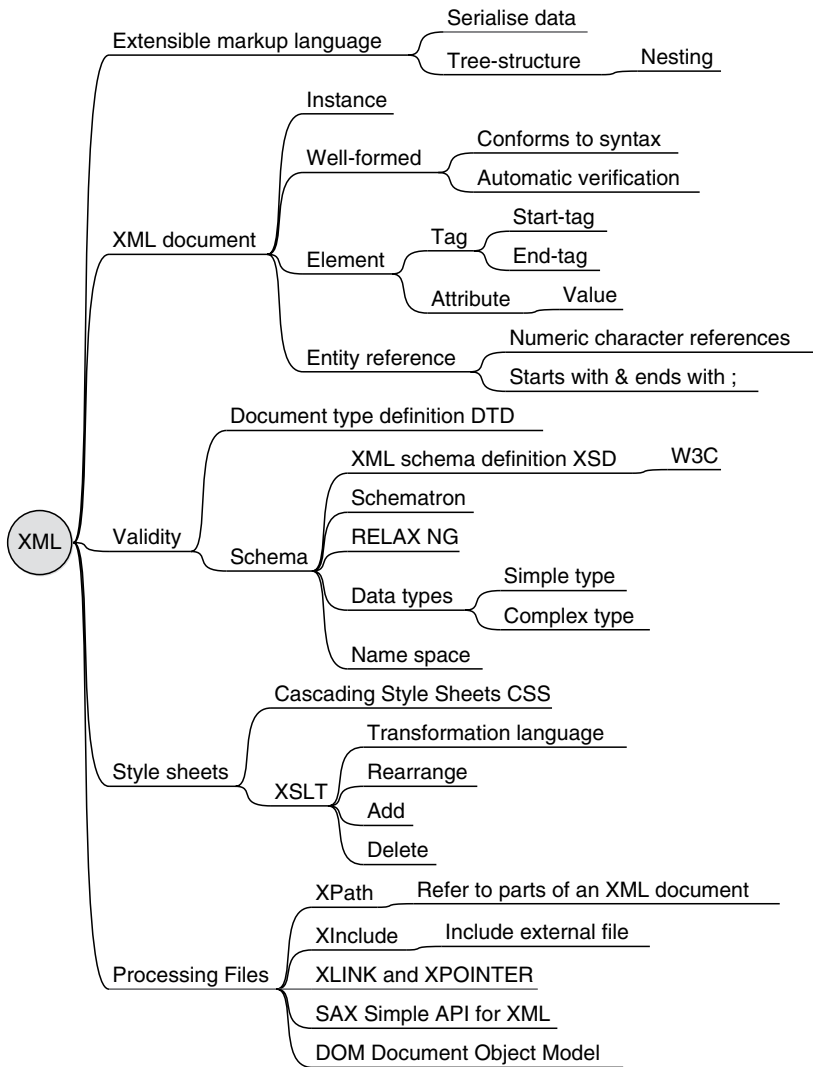 Serialise data
Extensible markup language
Tree-structure
Nesting
Instance
Conforms to syntax
Well-formed
Automatic verification
Start-tag
Tag
XML document
End-tag
Element
Attribute
Value
Numeric character references
Entity reference
Starts with & ends with ;
Document type definition DTD
XML schema definition XSD
W3C
Schematron
XML
Validity
RELAX NG
Schema
Simple type
Data types
Complex type
Name space
Cascading Style Sheets CSS
Transformation language
Style sheets
Rearrange
XSLT
Add
Delete
XPath
Refer to parts of an XML document
XInclude
Include external file
Processing Files
XLINK and XPOINTER
SAX Simple API for XML
DOM Document Object Model